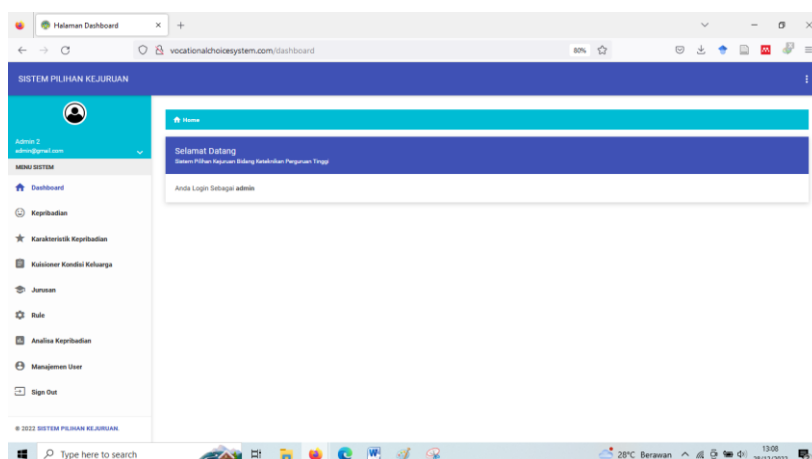 Halaman Dashboard
vocationalchoicesystem.com/dashboard
80%
SISTEM PILIHAN KEJURUAN
Home
Admin 2
admin@gmail.com
Selamat Datang
Sistem Pilihan Kejuruan Bidang Keteknikan Perguruan Tinggi
MENU SISTEM
Anda Login Sebagai admin
Dashboard
Kepribadian
Karakteristik Kepribadian
Kuisioner Kondisi Keluarga
Jurusan
Rule
Analisa Kepribadian
Manajemen User
Sign Out
© 2022 SISTEM PILIHAN KEJURUAN.
Type here to search
28°C Berawan
13:08